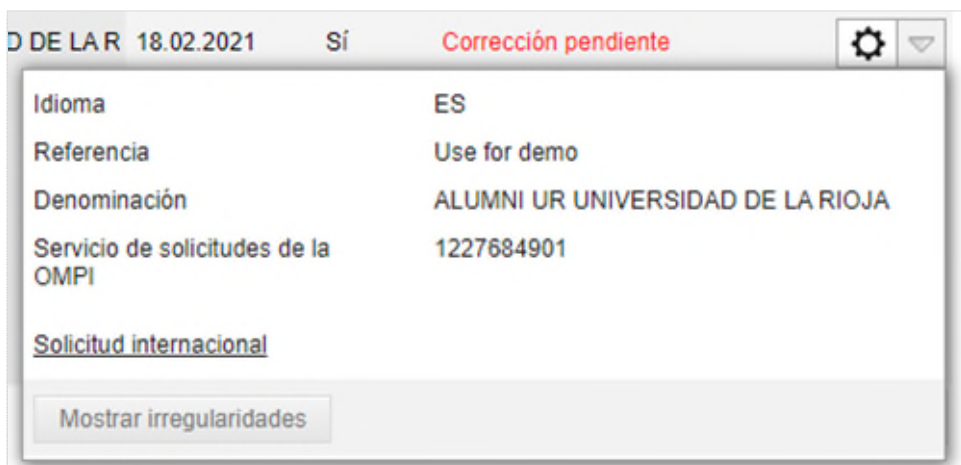 D DE LA R 18.02.2021 Sí Corrección pendiente
Idioma ES
Referencia Use for demo
Denominación ALUMNI UR UNIVERSIDAD DE LA RIOJA
Servicio de solicitudes de la 1227684901
OMPI
Solicitud internacional
Mostrar irregularidades